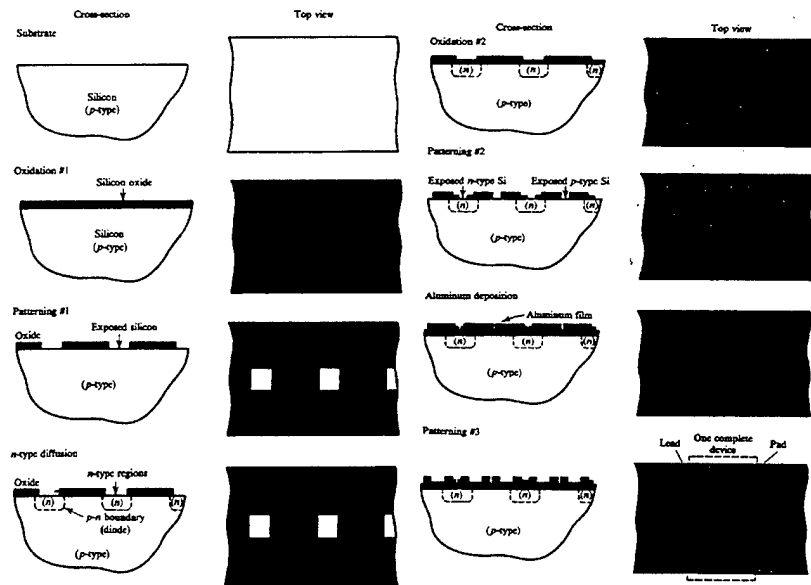 Cross-section
Top view
Substrate
Silicon
(p-type)
Oxidation #1
Silicon oxide
Silicon
(p-type)
Patterning #1
Oxide
Exposed silicon
(p-type)
n-type diffusion
Oxide
n-type regions
(n)
(n)
(n)
p-n boundary
(diode)
(p-type)
Cross-section
Top view
Oxidation #2
(n)
(n)
(n)
(p-type)
Patterning #2
Exposed n-type Si
Exposed p-type Si
(n)
(n)
(n)
(p-type)
Aluminum deposition
Aluminum film
(n)
(n)
(n)
(p-type)
Patterning #3
(n)
(n)
(n)
(p-type)
Lead
One complete
device
Pad